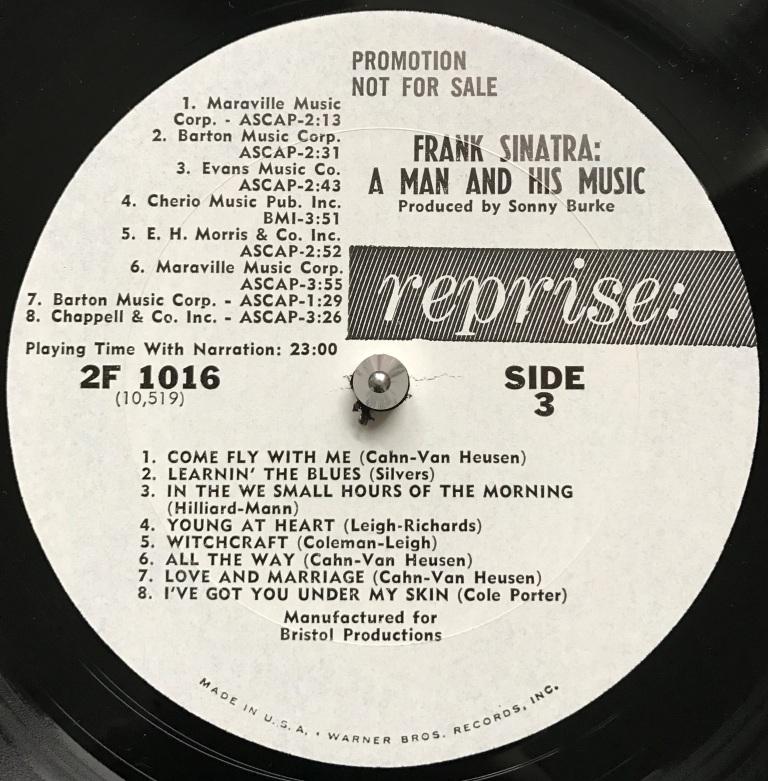 PROMOTION
NOT FOR SALE
1. Maraville Music
Corp. - ASCAP-2:13
2. Barton Music Corp.
ASCAP-2:31
3. Evans Music Co.
ASCAP-2:43
4. Cherio Music Pub. Inc.
BMI-3:51
5. E. H. Morris & Co. Inc.
ASCAP-2:52
6. Maraville Music Corp.
ASCAP-3:55
7. Barton Music Corp. - ASCAP-1:29
8. Chappell & Co. Inc. - ASCAP-3:26
Playing Time With Narration: 23:00
FRANK SINATRA:
A MAN AND HIS MUSIC
Produced by Sonny Burke
reprise:
2F 1016
(10,519)
SIDE
3
1. COME FLY WITH ME (Cahn-Van Heusen)
2. LEARNIN' THE BLUES (Silvers)
3. IN THE WE SMALL HOURS OF THE MORNING
(Hilliard-Mann)
4. YOUNG AT HEART (Leigh-Richards)
5. WITCHCRAFT (Coleman-Leigh)
6. ALL THE WAY (Cahn-Van Heusen)
7. LOVE AND MARRIAGE (Cahn-Van Heusen)
8. I'VE GOT YOU UNDER MY SKIN (Cole Porter)
Manufactured for
Bristol Productions
MADE IN U.S.A. • WARNER BROS. RECORDS, INC.